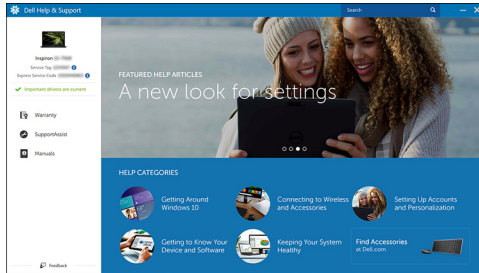 Dell Help & Support
Search
Inspiron
Service Tag
Express Service Code
Important drivers are current
Warranty
SupportAssist
Manuals
Feedback
FEATURED HELP ARTICLES
A new look for settings
HELP CATEGORIES
Getting Around
Windows 10
Connecting to Wireless
and Accessories
Setting Up Accounts
and Personalization
Getting to Know Your
Device and Software
Keeping Your System
Healthy
Find Accessories
at Dell.com